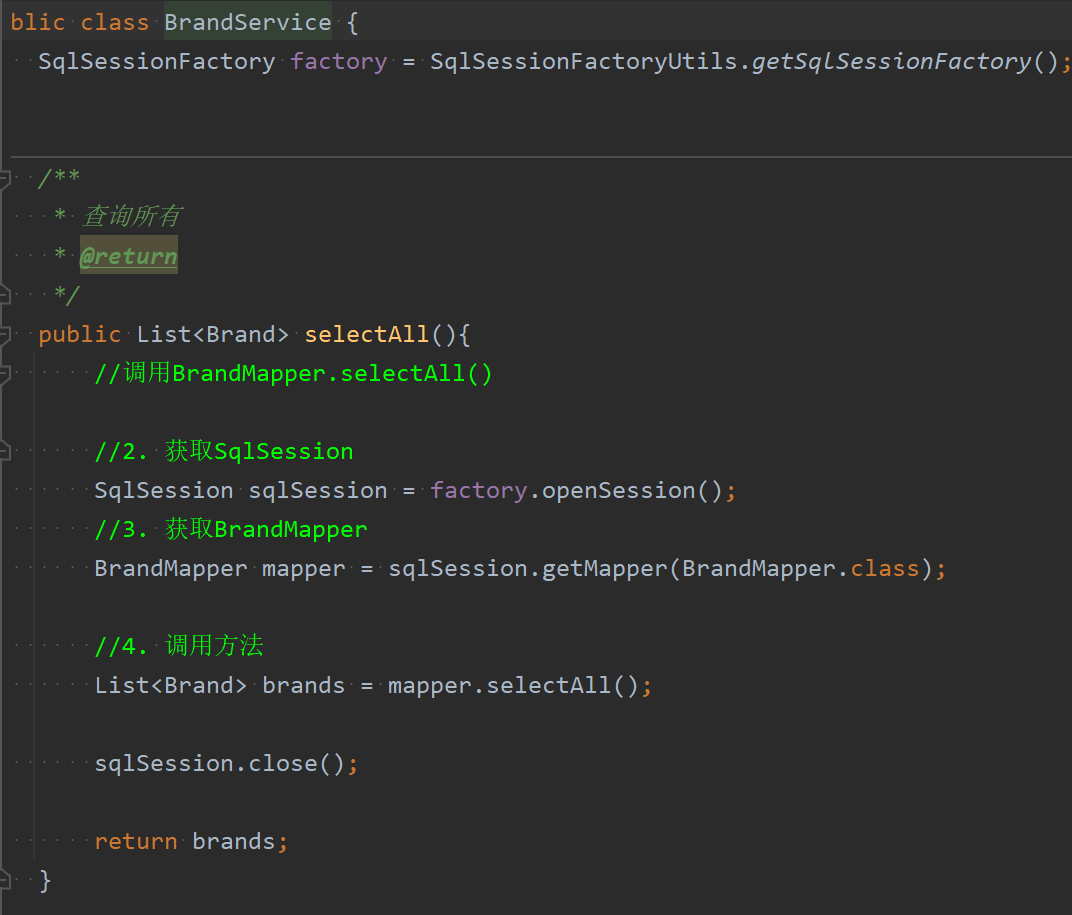 blic class BrandService {
SqlSessionFactory factory = SqlSessionFactoryUtils.getSqlSessionFactory();
/**
* 查询所有
* @return
*/
public List<Brand> selectAll(){
//调用BrandMapper.selectAll()
//2. 获取SqlSession
SqlSession sqlSession = factory.openSession();
//3. 获取BrandMapper
BrandMapper mapper = sqlSession.getMapper(BrandMapper.class);
//4. 调用方法
List<Brand> brands = mapper.selectAll();
sqlSession.close();
return brands;
}